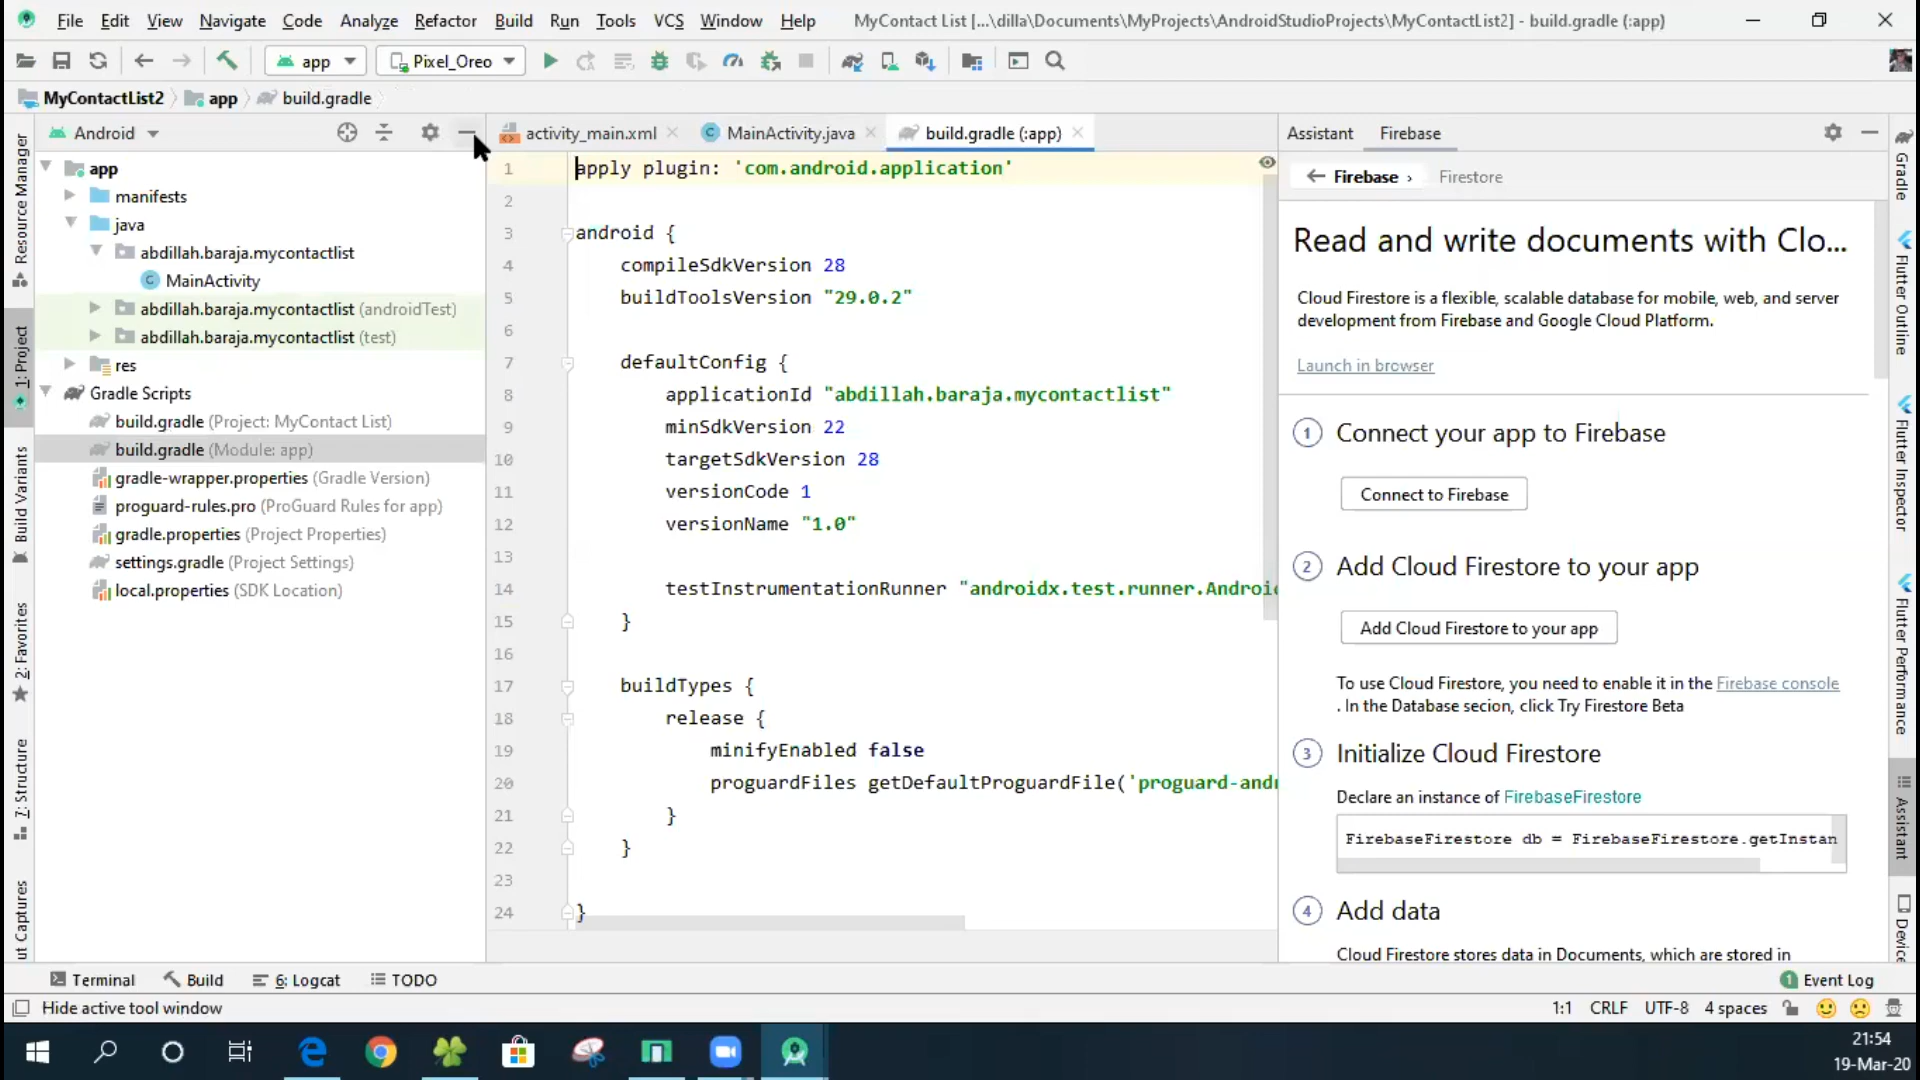 File Edit View Navigate Code Analyze Refactor Build Run Tools VCS Window Help MyContact List [...\dilla\Documents\MyProjects\AndroidStudioProjects\MyContactList2] - build.gradle (:app)
app Pixel_Oreo
MyContactList2 app build.gradle
Android
activity_main.xml MainActivity.java build.gradle (:app)
Assistant Firebase
Resource Manager
1: Project
Build Variants
2: Favorites
7: Structure
ut Captures
app
manifests
java
abdillah.baraja.mycontactlist
MainActivity
abdillah.baraja.mycontactlist (androidTest)
abdillah.baraja.mycontactlist (test)
res
Gradle Scripts
build.gradle (Project: MyContact List)
build.gradle (Module: app)
gradle-wrapper.properties (Gradle Version)
proguard-rules.pro (ProGuard Rules for app)
gradle.properties (Project Properties)
settings.gradle (Project Settings)
local.properties (SDK Location)
1 apply plugin: 'com.android.application'
2
3 android {
4 compileSdkVersion 28
5 buildToolsVersion "29.0.2"
6
7 defaultConfig {
8 applicationId "abdillah.baraja.mycontactlist"
9 minSdkVersion 22
10 targetSdkVersion 28
11 versionCode 1
12 versionName "1.0"
13
14 testInstrumentationRunner "androidx.test.runner.Androi
15 }
16
17 buildTypes {
18 release {
19 minifyEnabled false
20 proguardFiles getDefaultProguardFile('proguard-and
21 }
22 }
23
24 }
Firebase › Firestore
Read and write documents with Clo...
Cloud Firestore is a flexible, scalable database for mobile, web, and server
development from Firebase and Google Cloud Platform.
Launch in browser
1 Connect your app to Firebase
Connect to Firebase
2 Add Cloud Firestore to your app
Add Cloud Firestore to your app
To use Cloud Firestore, you need to enable it in the Firebase console
. In the Database secion, click Try Firestore Beta
3 Initialize Cloud Firestore
Declare an instance of FirebaseFirestore
FirebaseFirestore db = FirebaseFirestore.getInstan
4 Add data
Cloud Firestore stores data in Documents, which are stored in
Gradle
Flutter Outline
Flutter Inspector
Flutter Performance
Assistant
Device
Terminal Build 6: Logcat TODO 1 Event Log
Hide active tool window 1:1 CRLF UTF-8 4 spaces
21:54
19-Mar-20